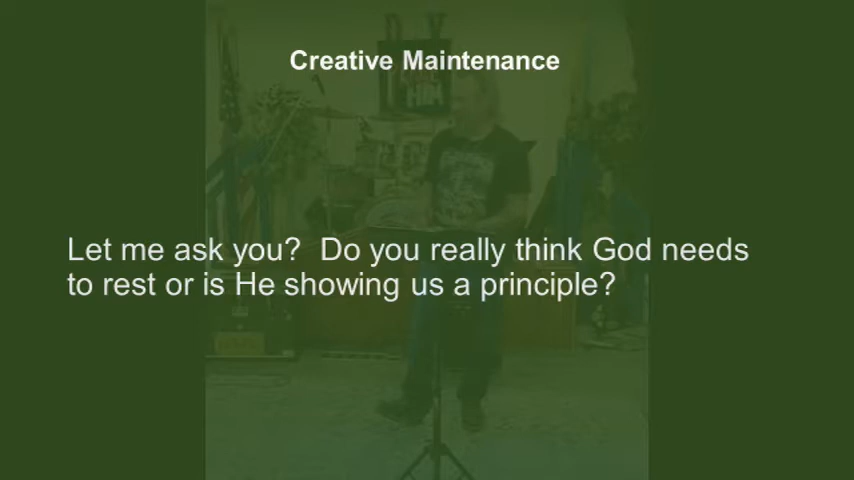 Creative Maintenance
Let me ask you?  Do you really think God needs
to rest or is He showing us a principle?